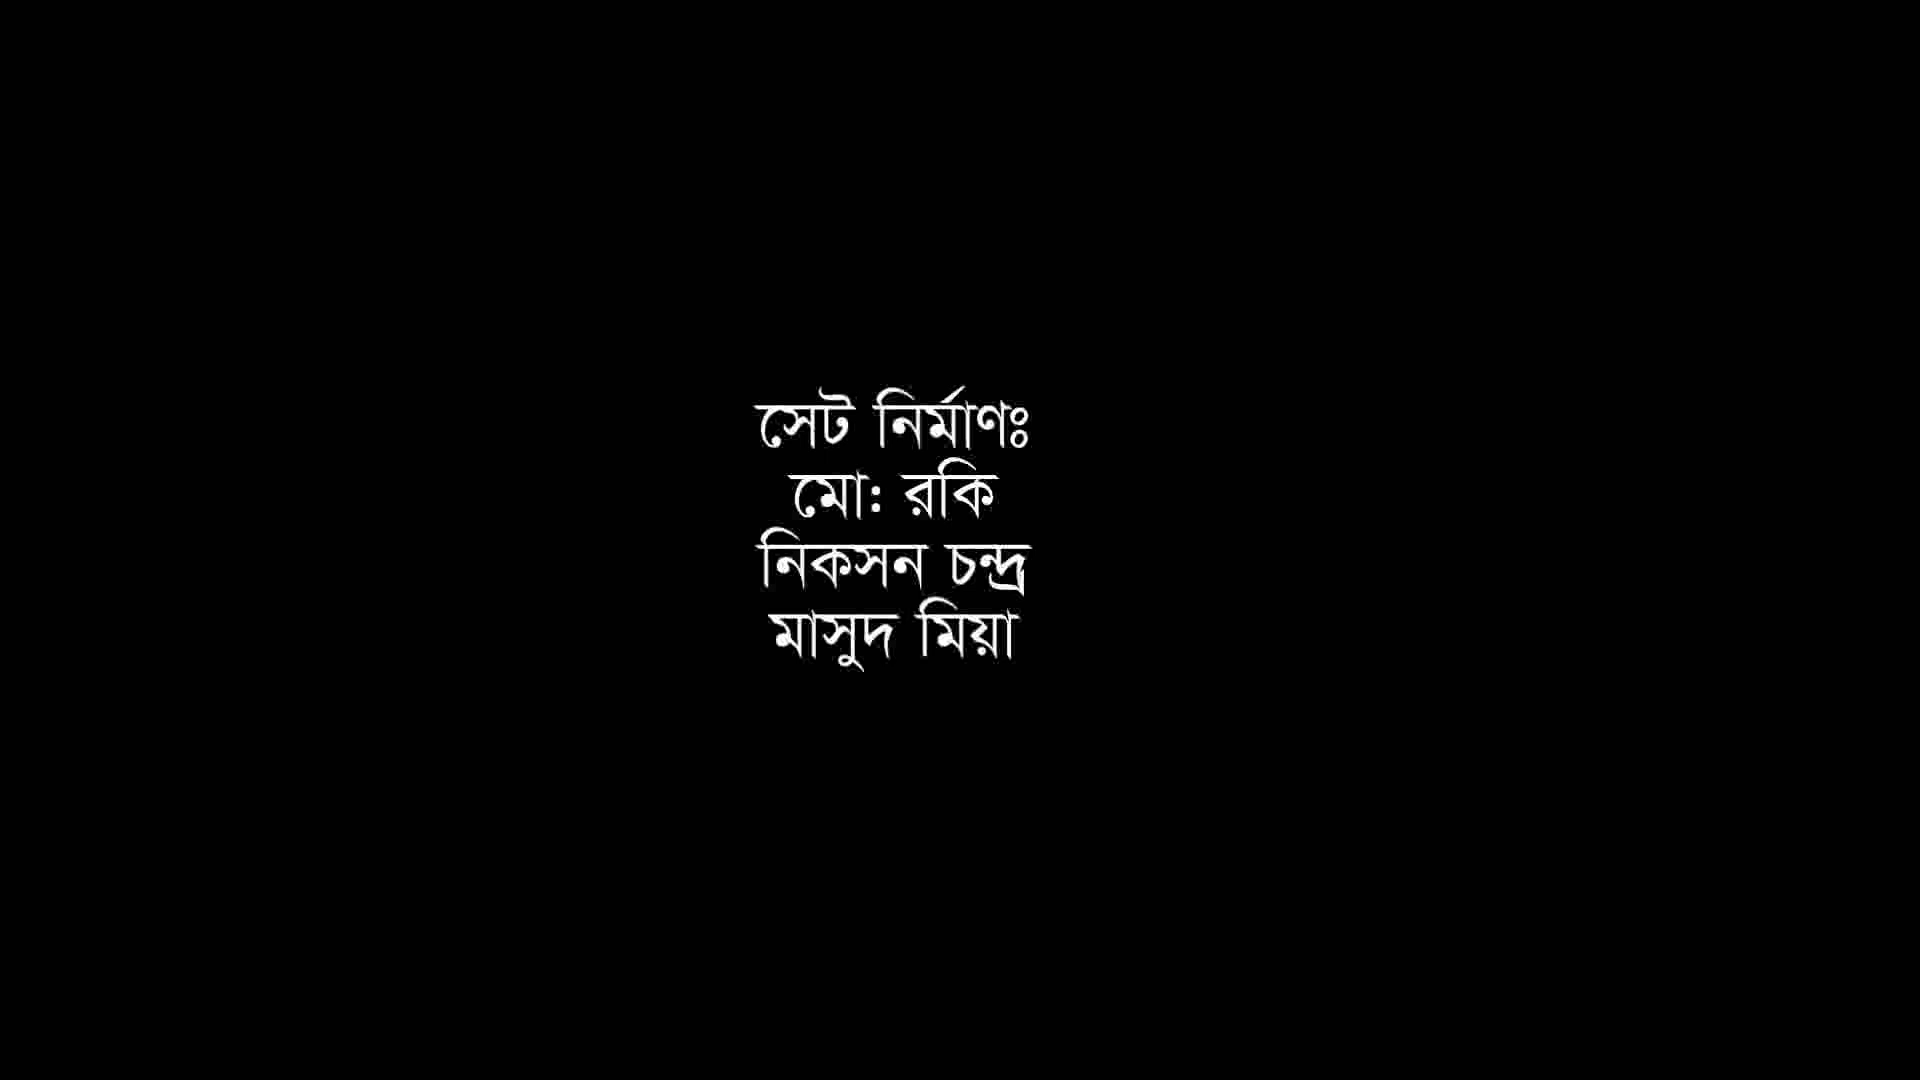 সেট নির্মাণঃ
মো: রকি
নিকসন চন্দ্র
মাসুদ মিয়া